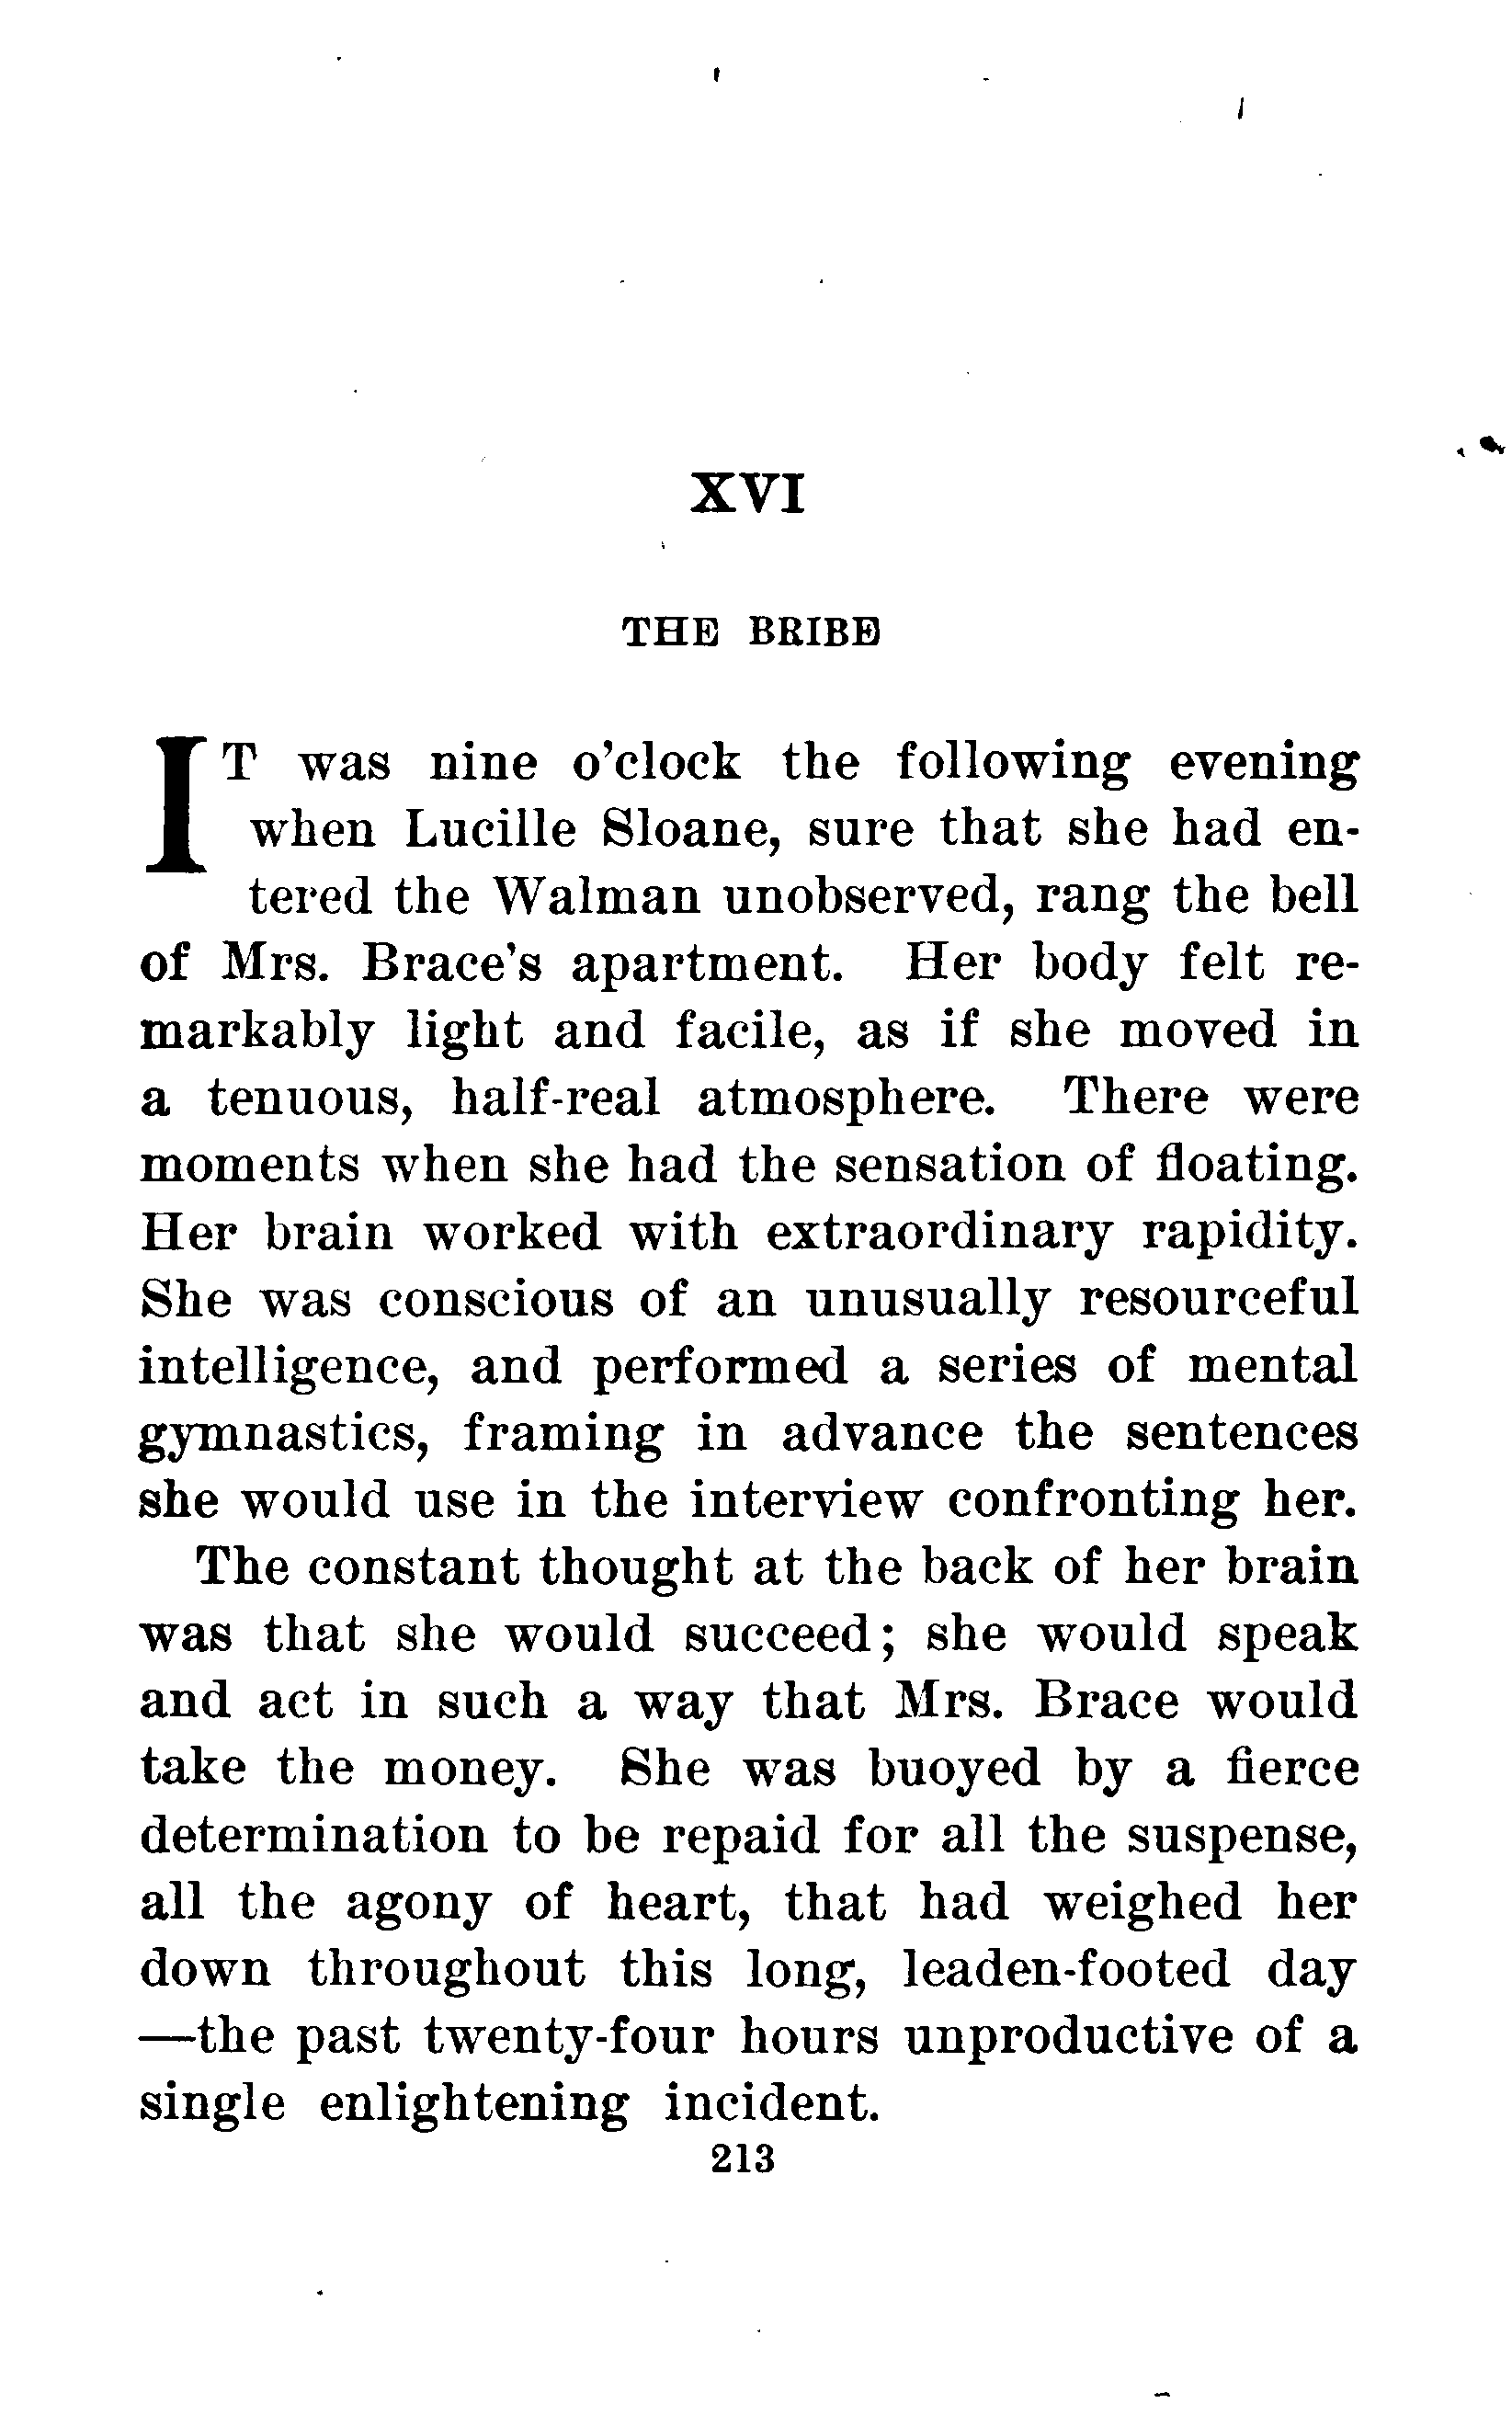 XVI
THE BRIBE
IT was nine o'clock the following evening
when Lucille Sloane, sure that she had en-
tered the Walman unobserved, rang the bell
of Mrs. Brace's apartment. Her body felt re-
markably light and facile, as if she moved in
a tenuous, half-real atmosphere. There were
moments when she had the sensation of floating.
Her brain worked with extraordinary rapidity.
She was conscious of an unusually resourceful
intelligence, and performed a series of mental
gymnastics, framing in advance the sentences
she would use in the interview confronting her.
The constant thought at the back of her brain
was that she would succeed; she would speak
and act in such a way that Mrs. Brace would
take the money. She was buoyed by a fierce
determination to be repaid for all the suspense,
all the agony of heart, that had weighed her
down throughout this long, leaden-footed day
—the past twenty-four hours unproductive of a
single enlightening incident.
213